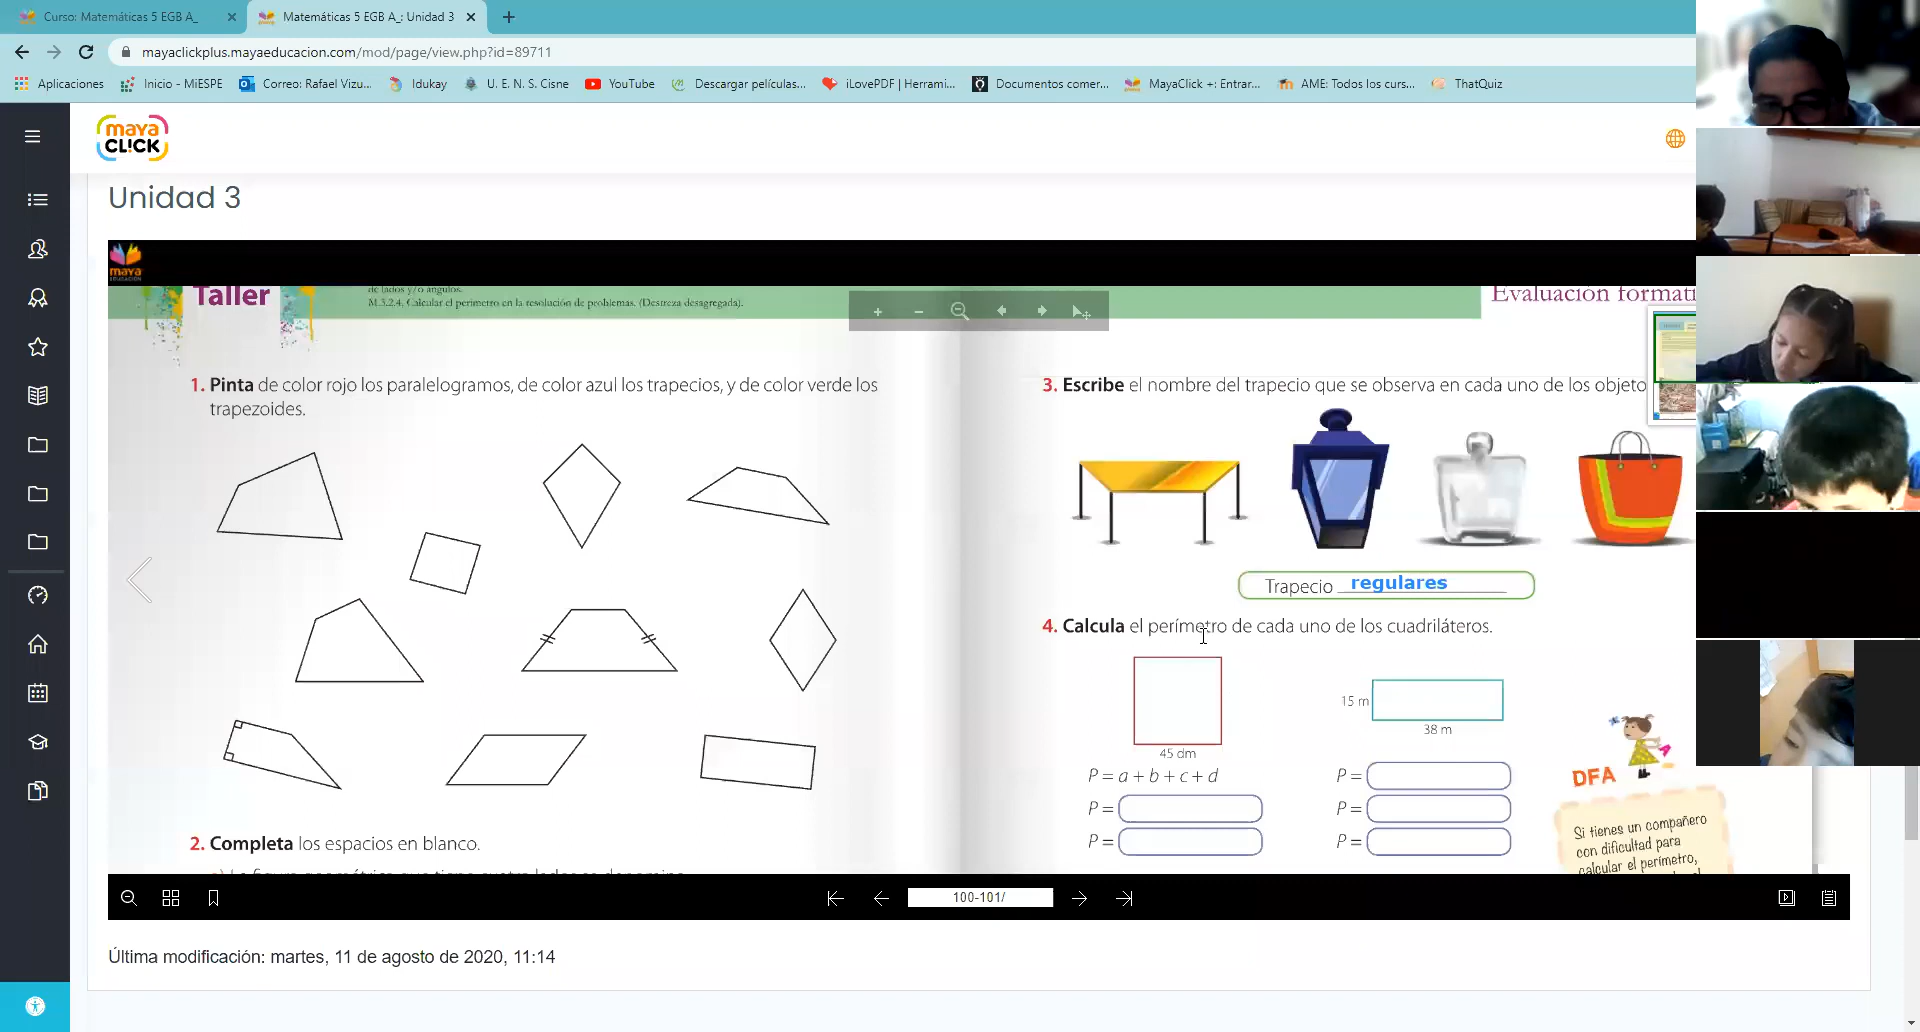 Curso: Matemáticas 5 EGB A_
Matemáticas 5 EGB A_: Unidad 3
mayaclickplus.mayaeducacion.com/mod/page/view.php?id=89711
Aplicaciones
Inicio - MiESPE
Correo: Rafael Vizu...
Idukay
U. E. N. S. Cisne
YouTube
Descargar películas...
iLovePDF | Herrami...
Documentos comer...
MayaClick +: Entrar...
AME: Todos los curs...
ThatQuiz
maya
CLICK
Unidad 3
maya
EDUCACION
Taller
de lados y/o ángulos.
M.3.2.4. Calcular el perímetro en la resolución de problemas. (Destreza desagregada).
Evaluación formati
1. Pinta de color rojo los paralelogramos, de color azul los trapecios, y de color verde los
trapezoides.
2. Completa los espacios en blanco.
3. Escribe el nombre del trapecio que se observa en cada uno de los objeto
Trapecio regulares
4. Calcula el perímetro de cada uno de los cuadriláteros.
15 m
38 m
45 dm
P = a + b + c + d
P =
P =
P =
P =
P =
DFA
A
Si tienes un compañero
con dificultad para
calcular el perímetro,
100-101/
Última modificación: martes, 11 de agosto de 2020, 11:14